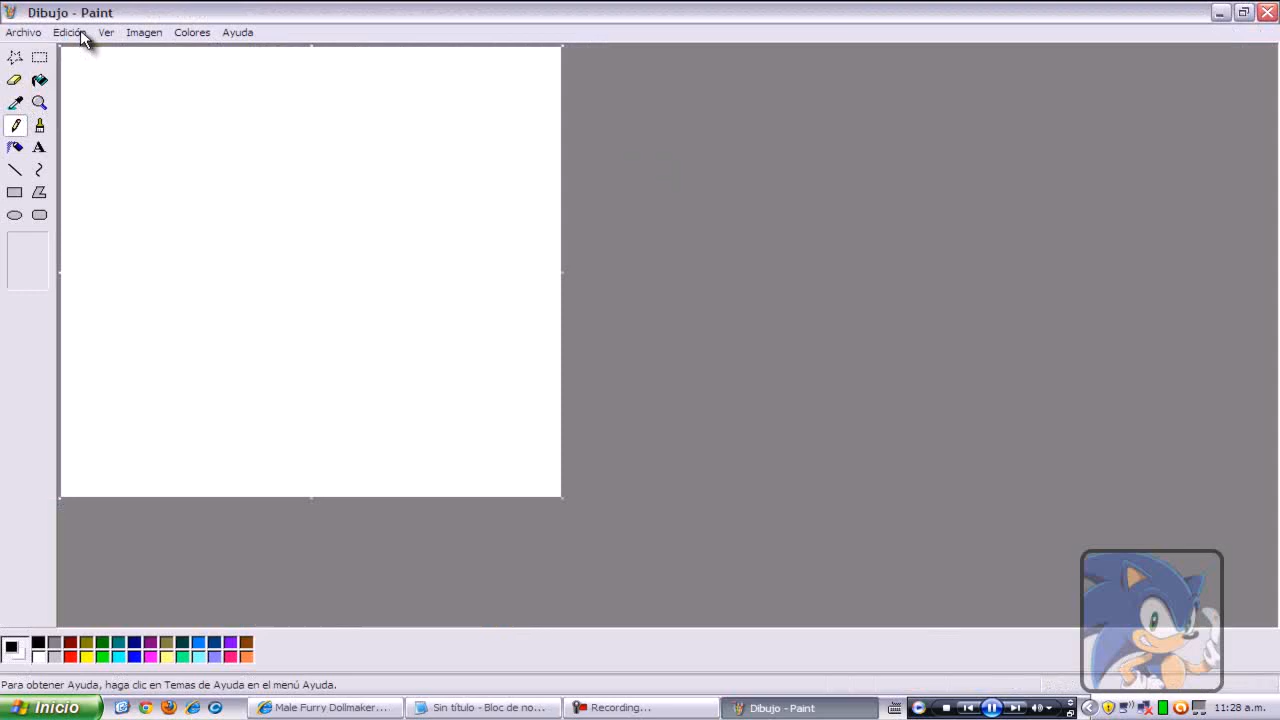 Dibujo - Paint
Archivo Edición Ver Imagen Colores Ayuda
A
Para obtener Ayuda, haga clic en Temas de Ayuda en el menú Ayuda.
Inicio
Male Furry Dollmaker...
Sin título - Bloc de no...
Recording...
Dibujo - Paint
11:28 a.m.